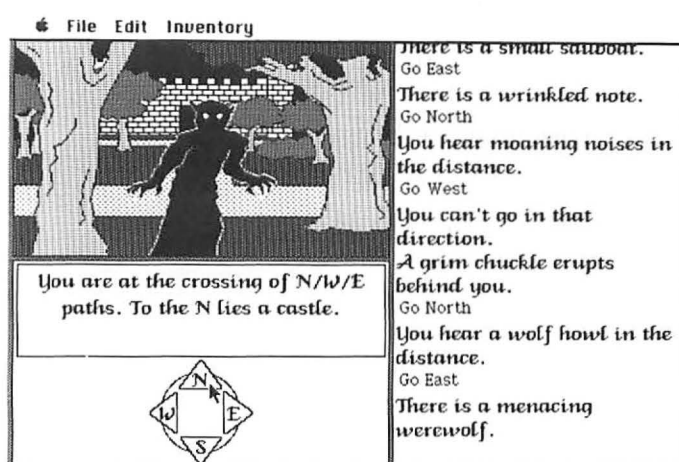 File Edit Inventory
You are at the crossing of N/W/E
paths. To the N lies a castle.
N
W E
S
There is a small sailboat.
Go East
There is a wrinkled note.
Go North
You hear moaning noises in
the distance.
Go West
You can't go in that
direction.
A grim chuckle erupts
behind you.
Go North
You hear a wolf howl in the
distance.
Go East
There is a menacing
werewolf.